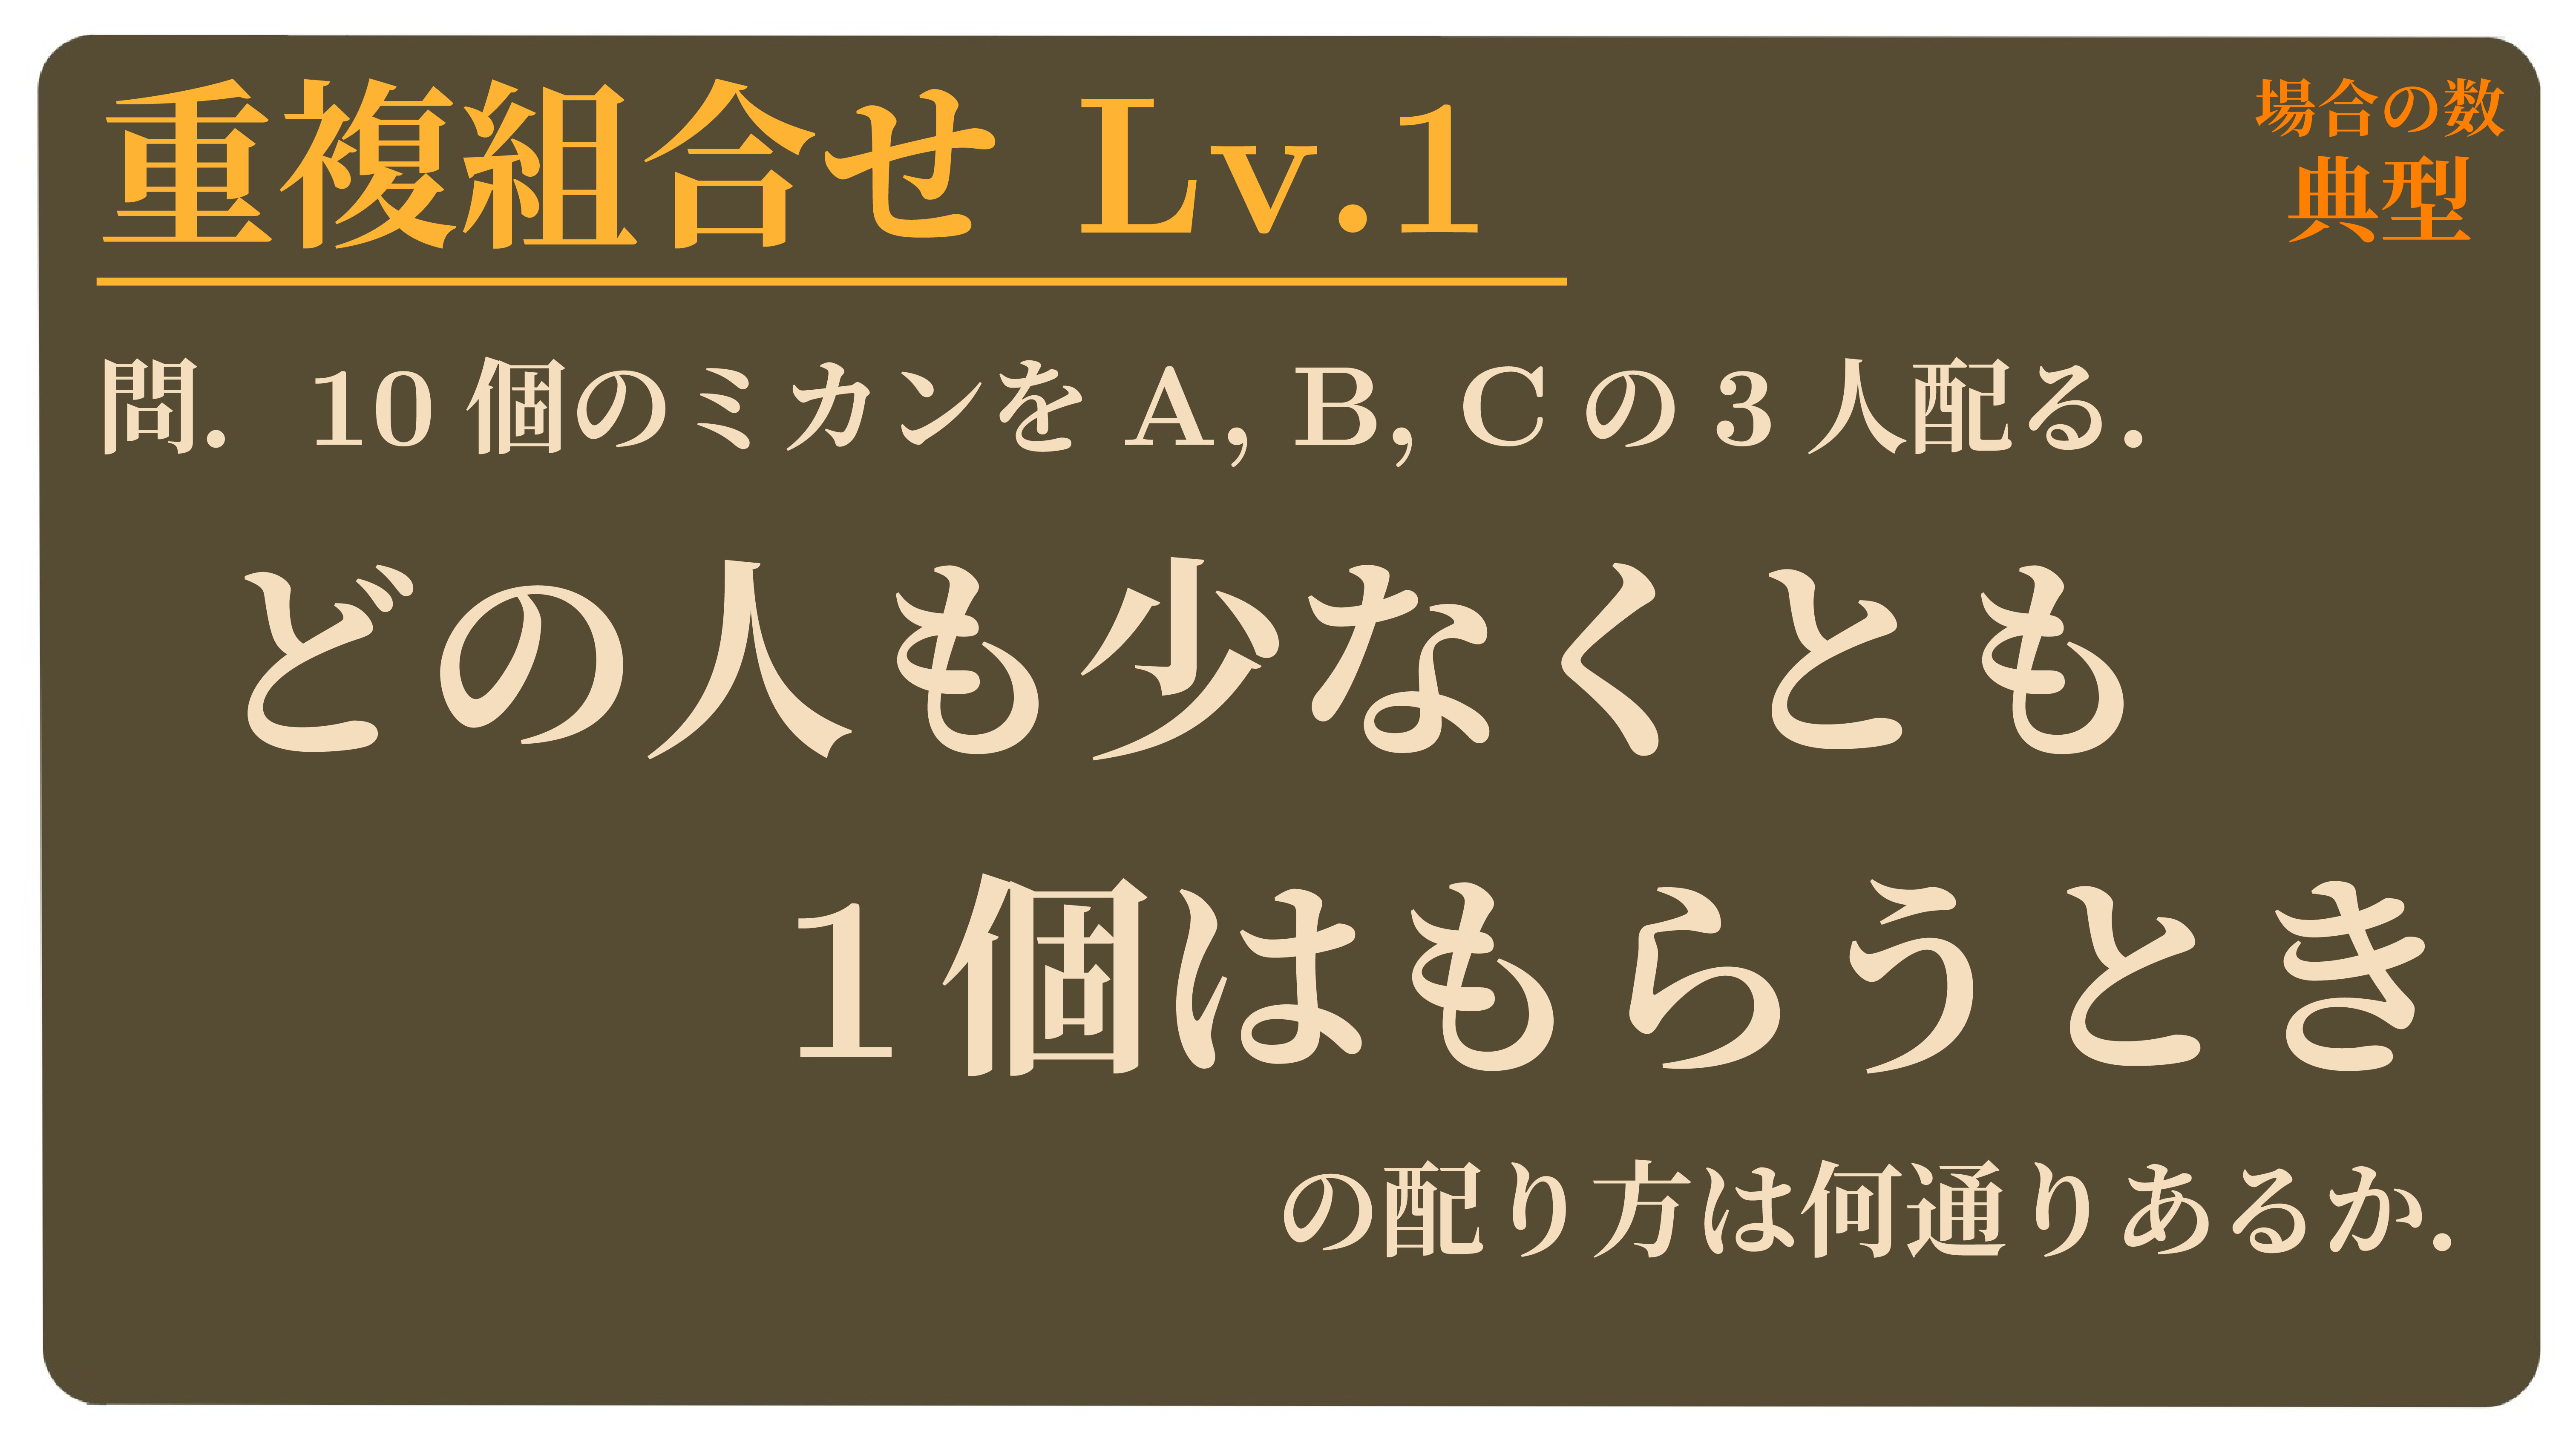 重複組合せ Lv.1
場合の数
典型
問. 10 個のミカンを A, B, C の 3 人配る.
どの人も少なくとも
1 個はもらうとき
の配り方は何通りあるか.